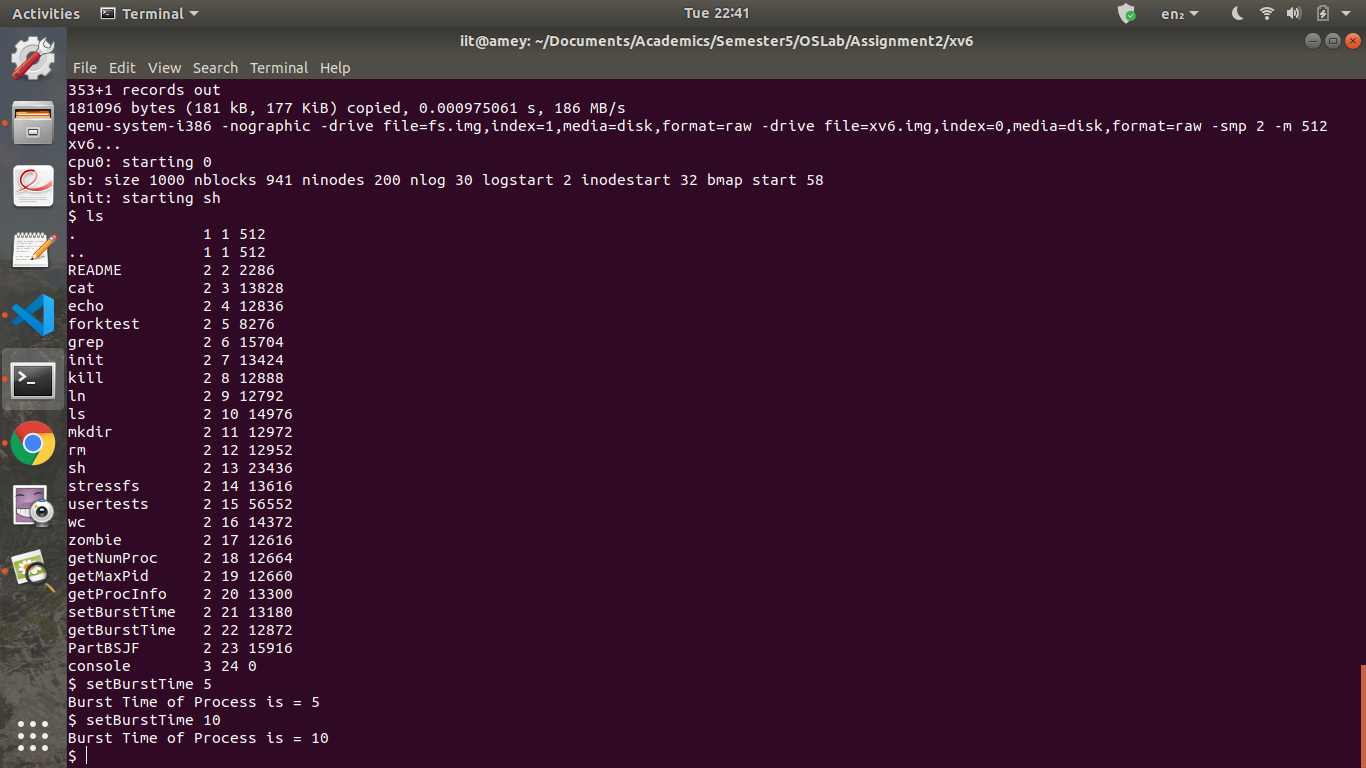 Activities Terminal Tue 22:41 en₂
iit@amey: ~/Documents/Academics/Semester5/OSLab/Assignment2/xv6
File Edit View Search Terminal Help
353+1 records out
181096 bytes (181 kB, 177 KiB) copied, 0.000975061 s, 186 MB/s
qemu-system-i386 -nographic -drive file=fs.img,index=1,media=disk,format=raw -drive file=xv6.img,index=0,media=disk,format=raw -smp 2 -m 512
xv6...
cpu0: starting 0
sb: size 1000 nblocks 941 ninodes 200 nlog 30 logstart 2 inodestart 32 bmap start 58
init: starting sh
$ ls
. 1 1 512
.. 1 1 512
README 2 2 2286
cat 2 3 13828
echo 2 4 12836
forktest 2 5 8276
grep 2 6 15704
init 2 7 13424
kill 2 8 12888
ln 2 9 12792
ls 2 10 14976
mkdir 2 11 12972
rm 2 12 12952
sh 2 13 23436
stressfs 2 14 13616
usertests 2 15 56552
wc 2 16 14372
zombie 2 17 12616
getNumProc 2 18 12664
getMaxPid 2 19 12660
getProcInfo 2 20 13300
setBurstTime 2 21 13180
getBurstTime 2 22 12872
PartBSJF 2 23 15916
console 3 24 0
$ setBurstTime 5
Burst Time of Process is = 5
$ setBurstTime 10
Burst Time of Process is = 10
$